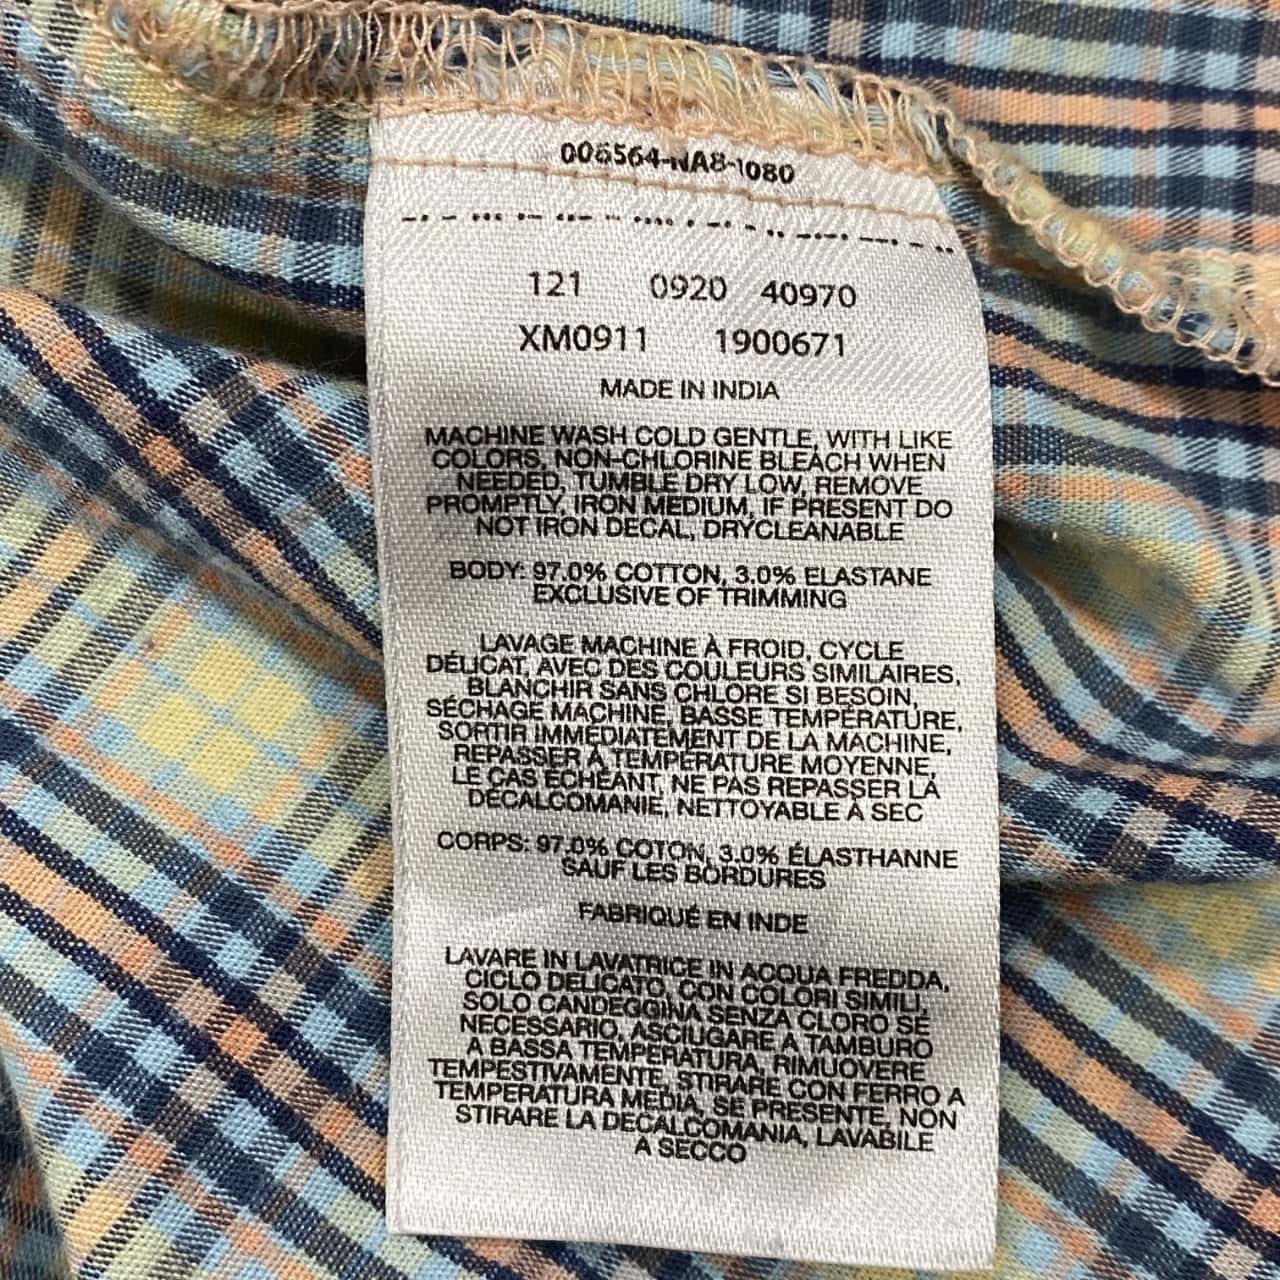 006564-NA8-1080
121 0920 40970
XM0911 1900671
MADE IN INDIA
MACHINE WASH COLD GENTLE, WITH LIKE
COLORS, NON-CHLORINE BLEACH WHEN
NEEDED, TUMBLE DRY LOW, REMOVE
PROMPTLY, IRON MEDIUM, IF PRESENT DO
NOT IRON DECAL, DRYCLEANABLE
BODY: 97.0% COTTON, 3.0% ELASTANE
EXCLUSIVE OF TRIMMING
LAVAGE MACHINE À FROID, CYCLE
DÉLICAT, AVEC DES COULEURS SIMILAIRES,
BLANCHIR SANS CHLORE SI BESOIN,
SÉCHAGE MACHINE, BASSE TEMPÉRATURE,
SORTIR IMMÉDIATEMENT DE LA MACHINE,
REPASSER À TEMPÉRATURE MOYENNE,
LE CAS ÉCHÉANT, NE PAS REPASSER LA
DÉCALCOMANIE, NETTOYABLE À SEC
CORPS: 97.0% COTON, 3.0% ÉLASTHANNE
SAUF LES BORDURES
FABRIQUÉ EN INDE
LAVARE IN LAVATRICE IN ACQUA FREDDA,
CICLO DELICATO, CON COLORI SIMILI,
SOLO CANDEGGINA SENZA CLORO SE
NECESSARIO, ASCIUGARE A TAMBURO
A BASSA TEMPERATURA, RIMUOVERE
TEMPESTIVAMENTE, STIRARE CON FERRO A
TEMPERATURA MEDIA, SE PRESENTE, NON
STIRARE LA DECALCOMANIA, LAVABILE
A SECCO